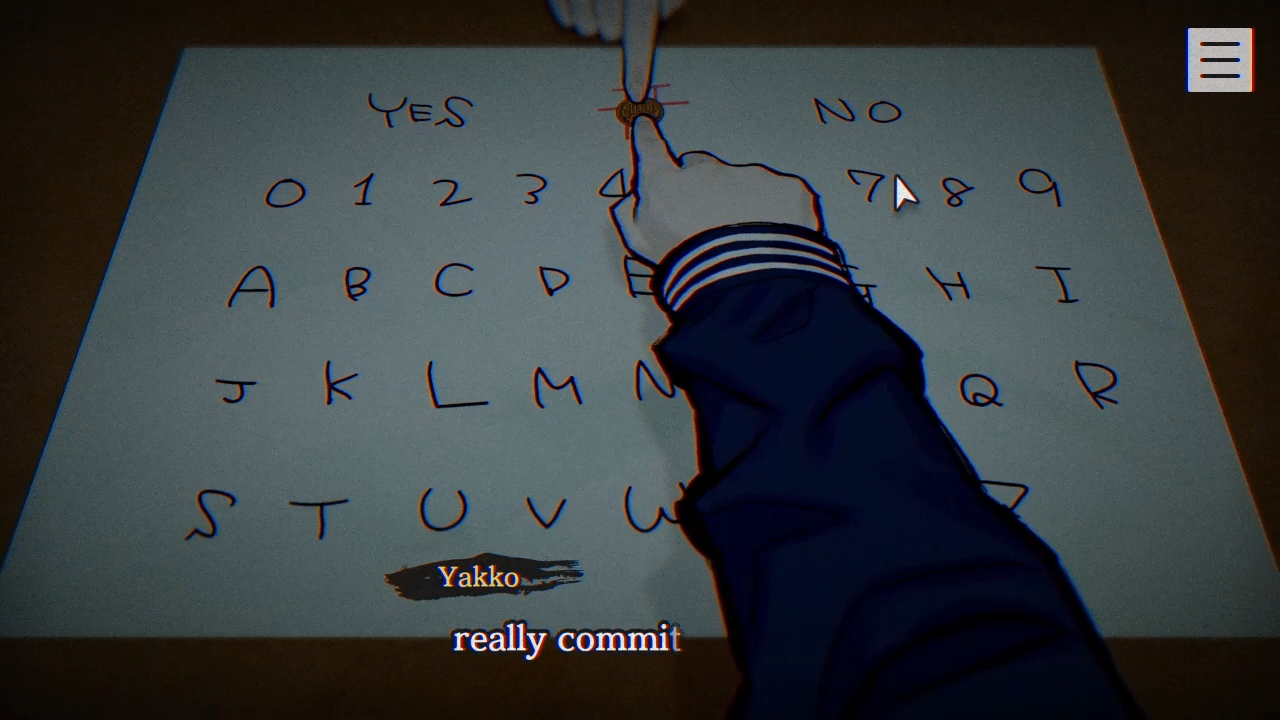 YES NO
0 1 2 3 4 7 8 9
A B C D E G H I
J K L M N Q R
S T U V W Z
Yakko
really commit